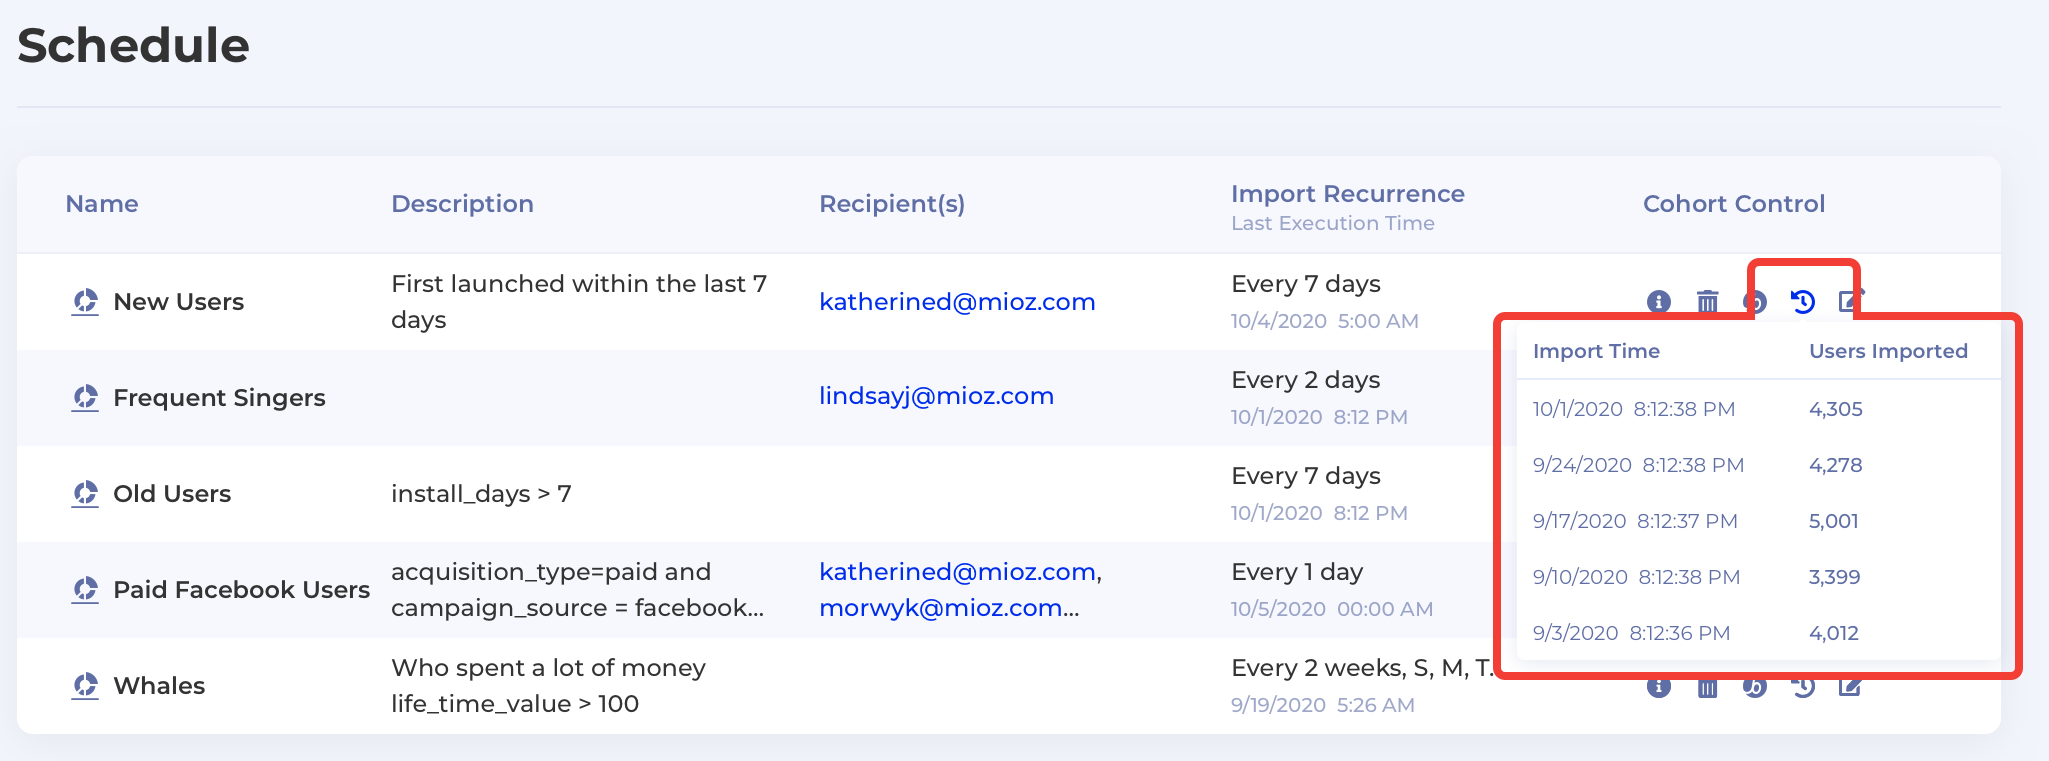 Schedule
Name Description Recipient(s) Import Recurrence Cohort Control
Last Execution Time
New Users First launched within the last 7 days katherined@mioz.com Every 7 days
10/4/2020 5:00 AM
Frequent Singers lindsayj@mioz.com Every 2 days
10/1/2020 8:12 PM
Old Users install_days > 7 Every 7 days
10/1/2020 8:12 PM
Paid Facebook Users acquisition_type=paid and katherined@mioz.com, Every 1 day
campaign_source = facebook... morwyk@mioz.com... 10/5/2020 00:00 AM
Whales Who spent a lot of money Every 2 weeks, S, M, T.
life_time_value > 100 9/19/2020 5:26 AM
Import Time Users Imported
10/1/2020 8:12:38 PM 4,305
9/24/2020 8:12:38 PM 4,278
9/17/2020 8:12:37 PM 5,001
9/10/2020 8:12:38 PM 3,399
9/3/2020 8:12:36 PM 4,012